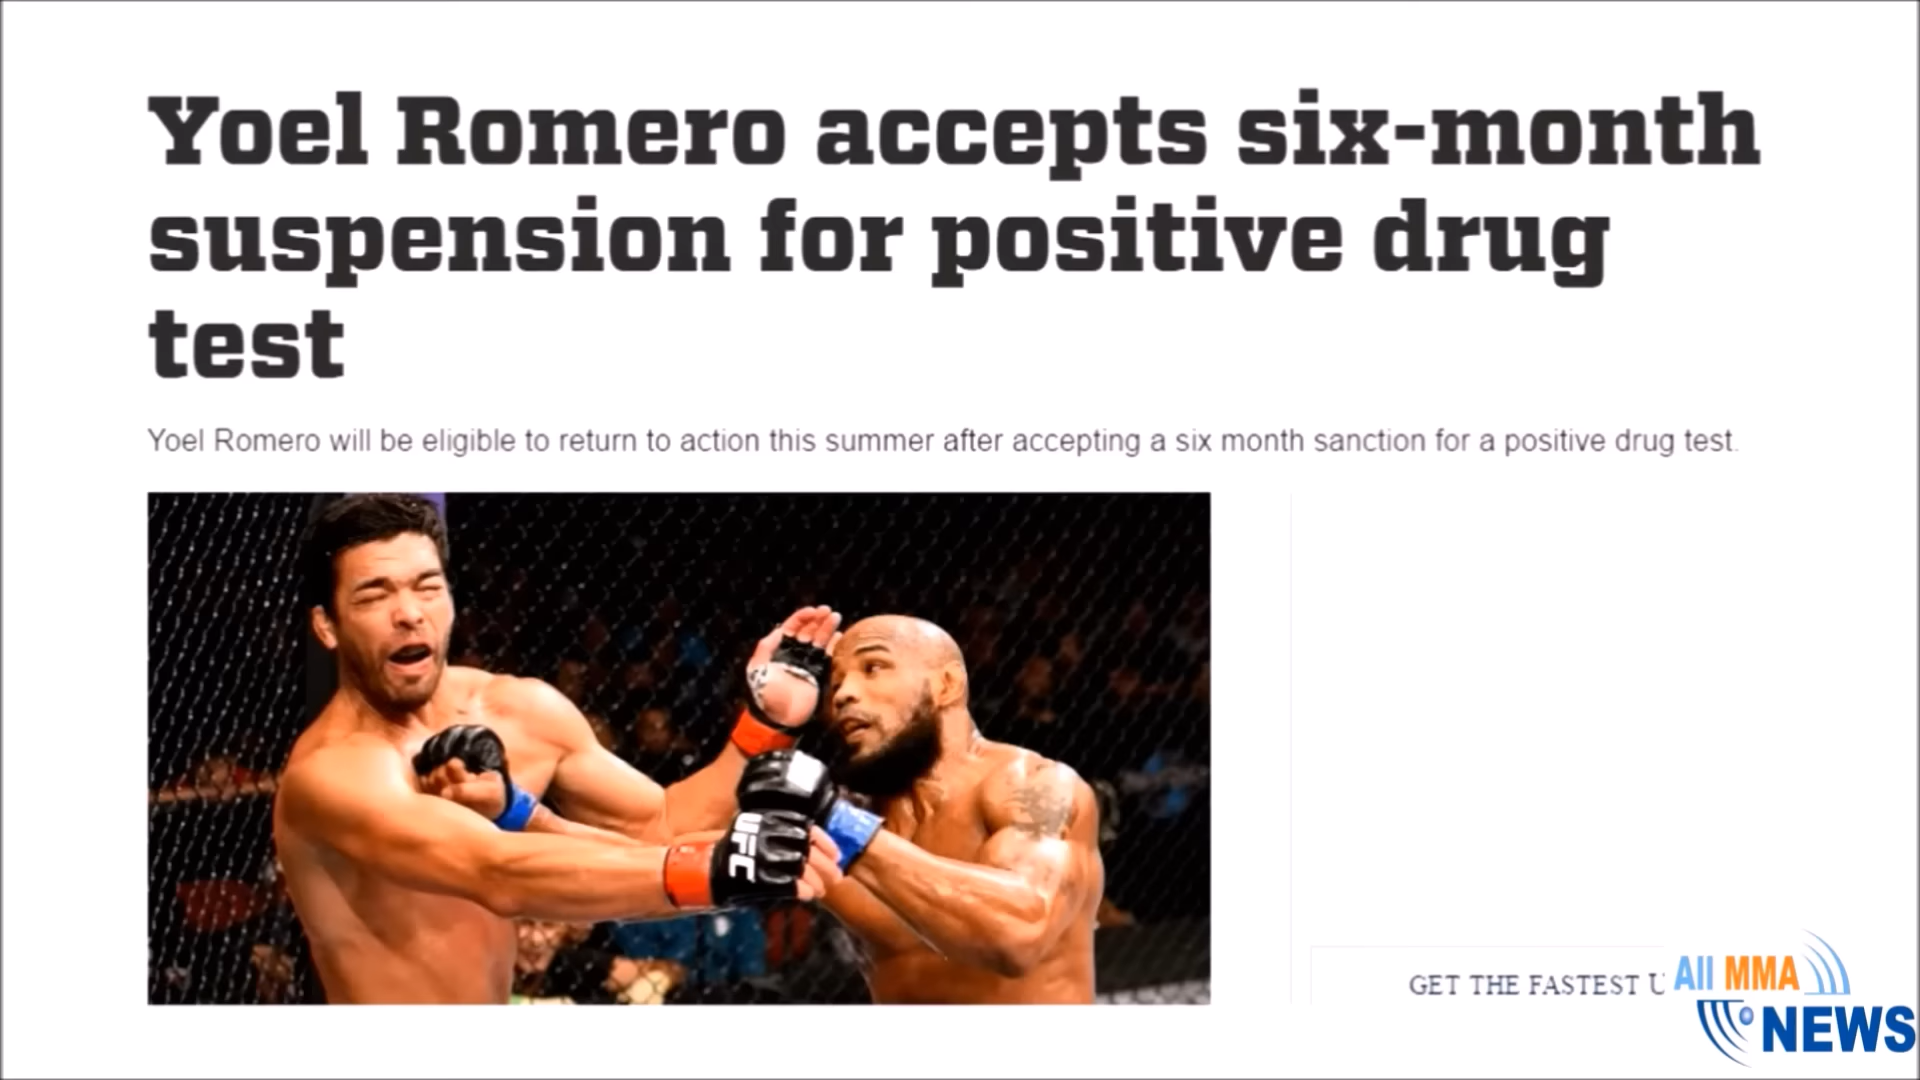 Yoel Romero accepts six-month
suspension for positive drug
test
Yoel Romero will be eligible to return to action this summer after accepting a six month sanction for a positive drug test.
UFC
GET THE FASTEST
All MMA
NEWS